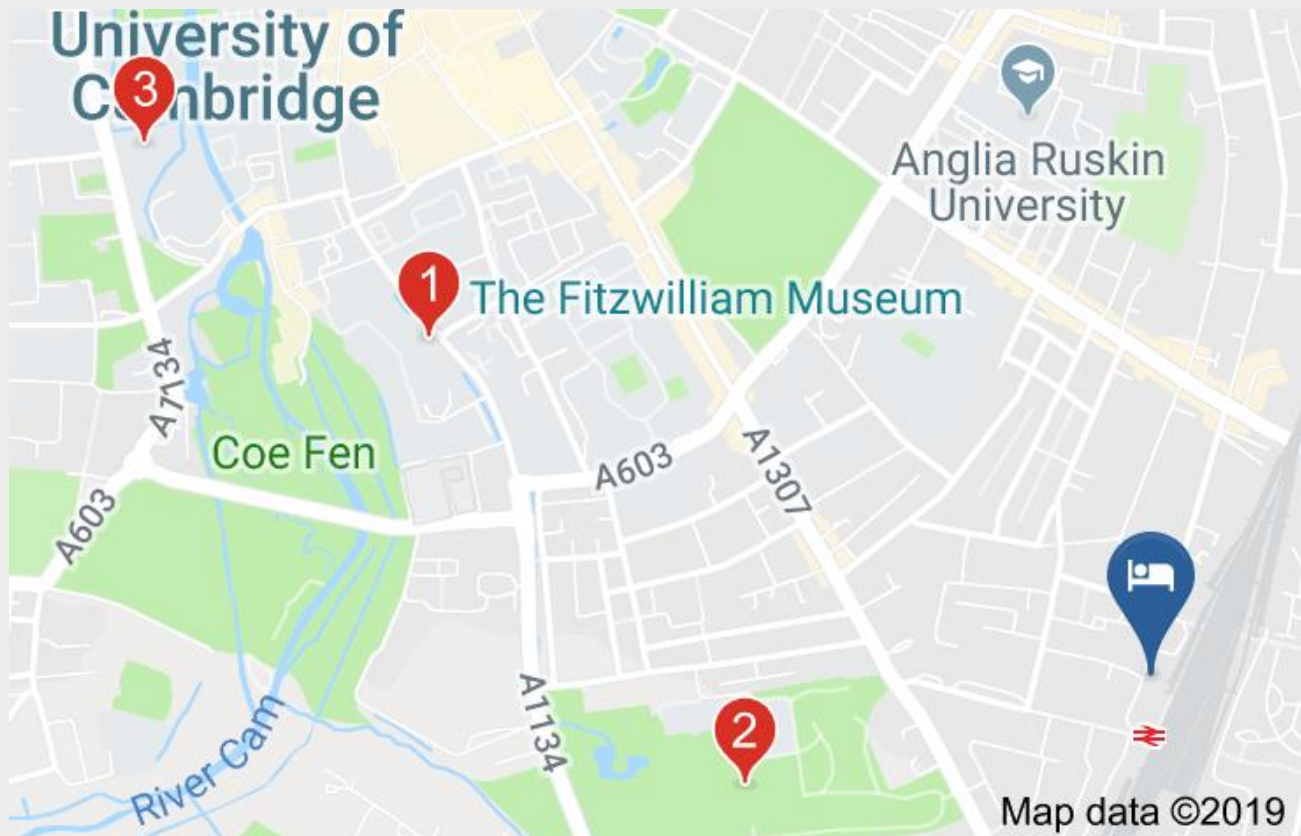 University of
Cambridge
3
Anglia Ruskin
University
1
The Fitzwilliam Museum
A1134
Coe Fen
A603
A1307
A603
A1134
2
River Cam
Map data ©2019